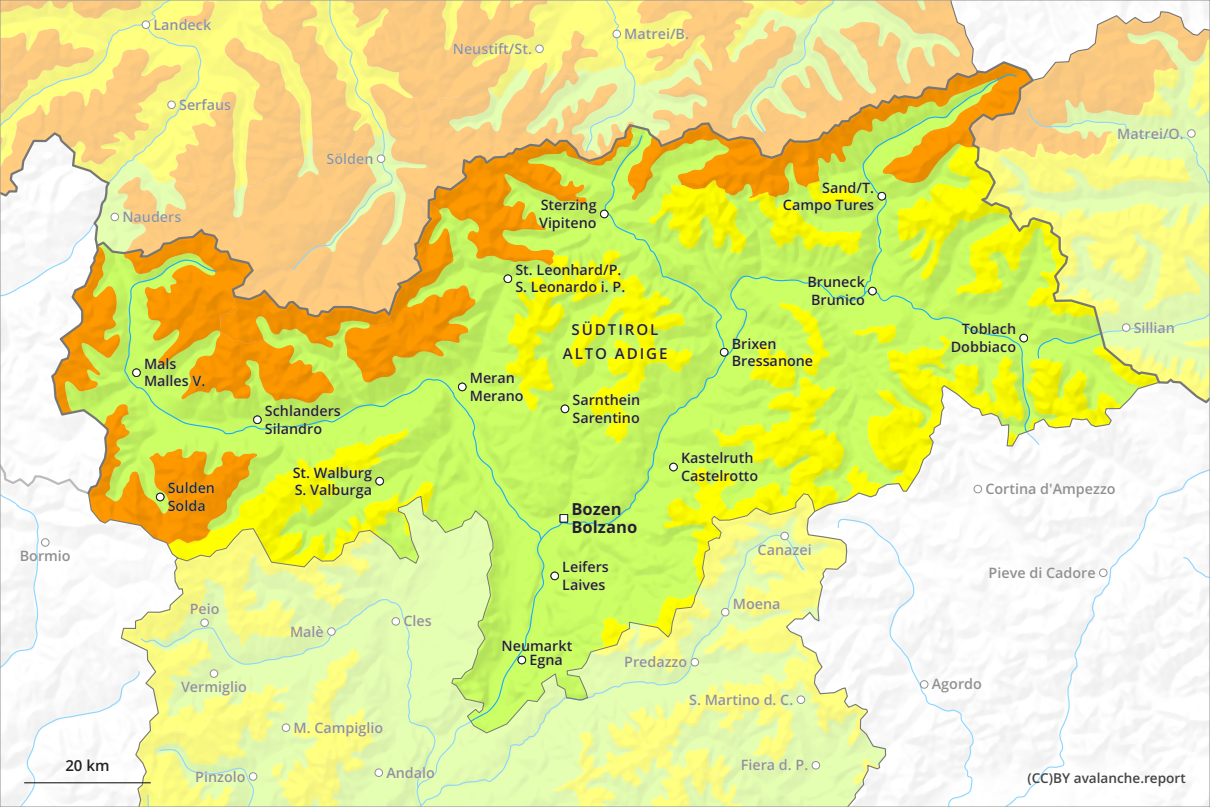 Landeck
Neustift/St.
Matrei/B.
Serfaus
Matrei/O.
Sölden
Nauders
Sterzing
Vipiteno
Sand/T.
Campo Tures
St. Leonhard/P.
S. Leonardo i. P.
Bruneck
Brunico
SÜDTIROL
ALTO ADIGE
Toblach
Dobbiaco
Sillian
Brixen
Bressanone
Mals
Malles V.
Meran
Merano
Sarnthein
Sarentino
Schlanders
Silandro
Kastelruth
Castelrotto
St. Walburg
S. Valburga
Sulden
Solda
Cortina d'Ampezzo
Bozen
Bolzano
Bormio
Canazei
Leifers
Laives
Pieve di Cadore
Peio
Moena
Malè
Cles
Neumarkt
Egna
Predazzo
Vermiglio
Agordo
S. Martino d. C.
M. Campiglio
20 km
Pinzolo
Andalo
Fiera d. P.
(CC)BY avalanche.report